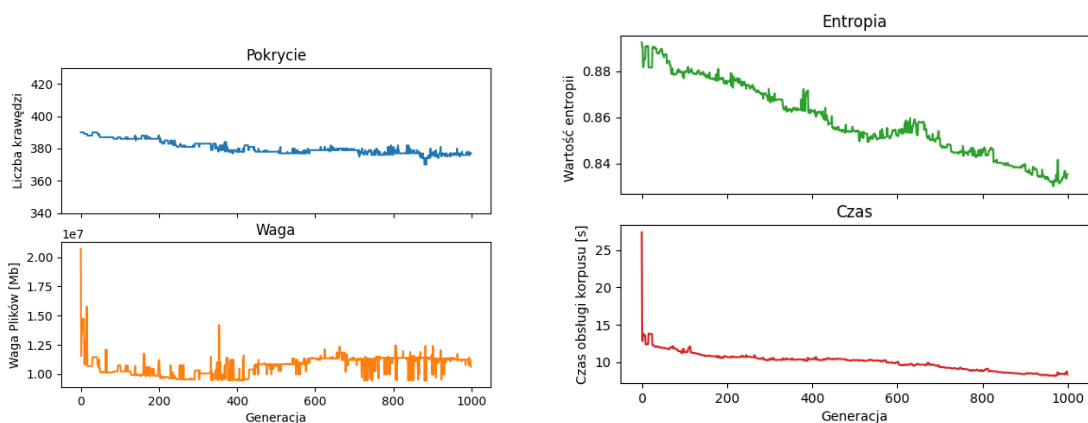 Pokrycie
Liczba krawędzi
420
400
380
360
340
Waga
1e7
Waga Plików [Mb]
2.00
1.75
1.50
1.25
1.00
0 200 400 600 800 1000
Generacja
Entropia
Wartość entropii
0.88
0.86
0.84
Czas
Czas obsługi korpusu [s]
25
20
15
10
0 200 400 600 800 1000
Generacja